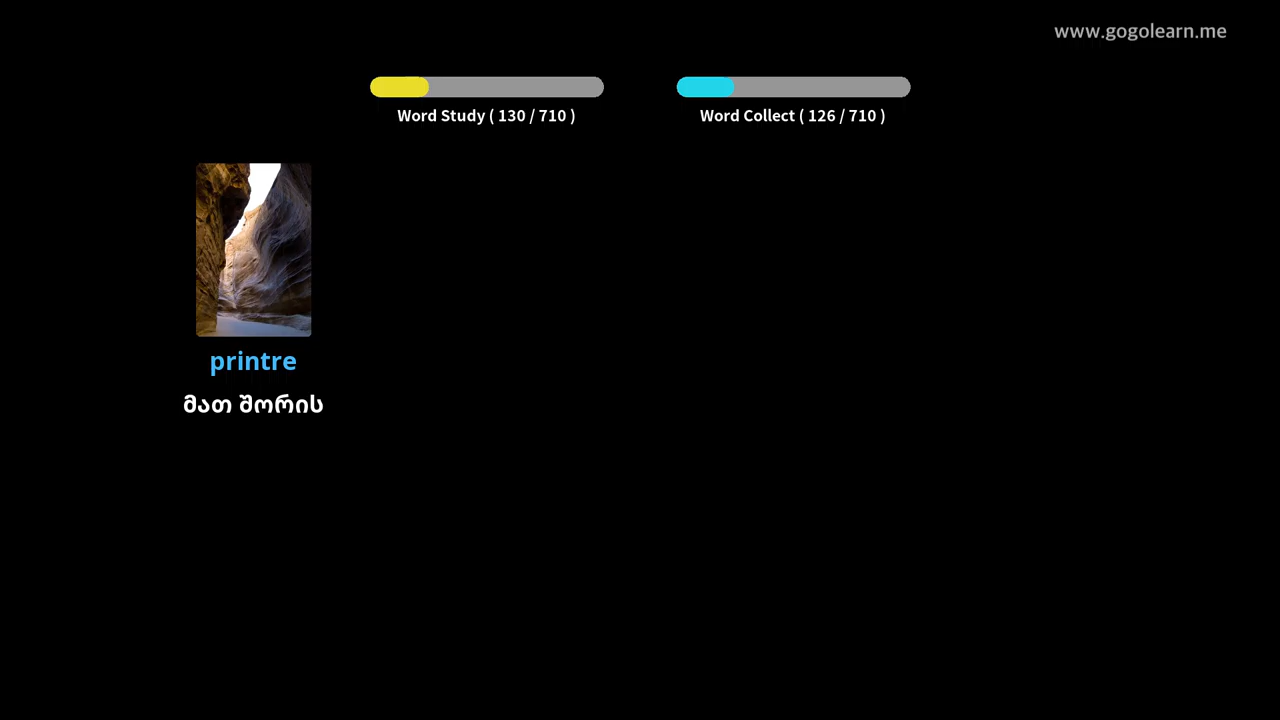 www.gogolearn.me
Word Study ( 130 / 710 )
Word Collect ( 126 / 710 )
printre
მათ შორის